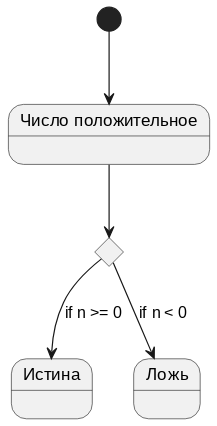 Число положительное
if n >= 0
if n < 0
Истина
Ложь